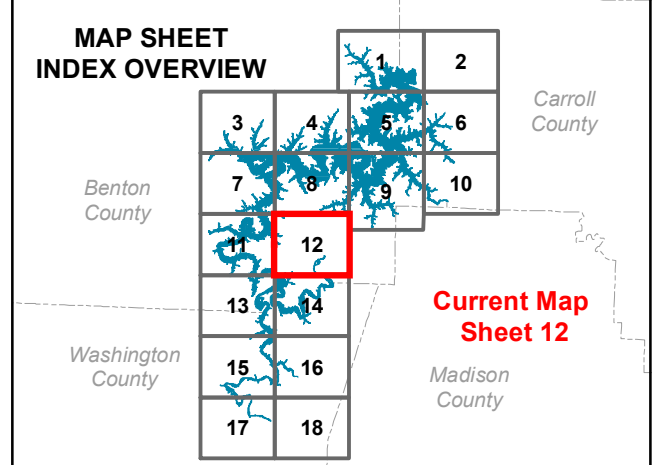 MAP SHEET
INDEX OVERVIEW
1
2
Carroll
County
3
4
5
6
Benton
County
7
8
9
10
11
12
13
14
Current Map
Sheet 12
Washington
County
15
16
Madison
County
17
18